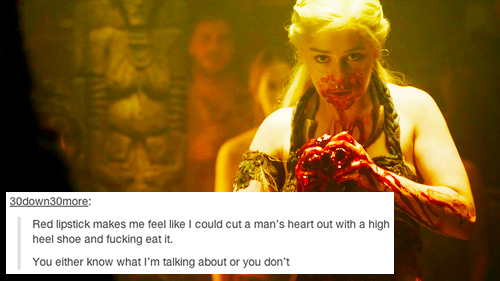 30down30more:
Red lipstick makes me feel like I could cut a man's heart out with a high
heel shoe and fucking eat it.
You either know what I'm talking about or you don't